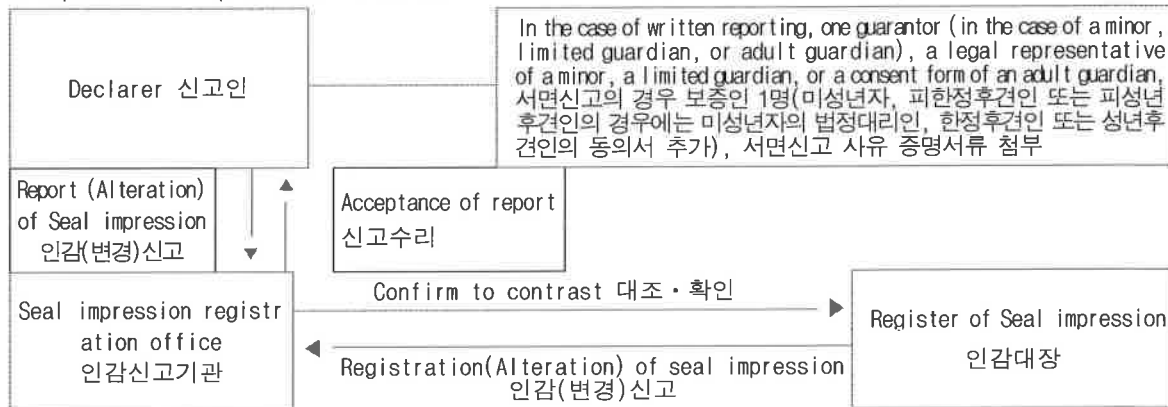 Declarer 신고인
In the case of written reporting, one guarantor (in the case of a minor,
limited guardian, or adult guardian), a legal representative
of a minor, a limited guardian, or a consent form of an adult guardian,
서면신고의 경우 보증인 1명(미성년자, 피한정후견인 또는 피성년
후견인의 경우에는 미성년자의 법정대리인, 한정후견인 또는 성년후
견인의 동의서 추가), 서면신고 사유 증명서류 첨부
Report (Alteration)
of Seal impression
인감(변경)신고
Acceptance of report
신고수리
Seal impression registr
ation office
인감신고기관
Confirm to contrast 대조·확인
Registration(Alteration) of seal impression
인감(변경)신고
Register of Seal impression
인감대장